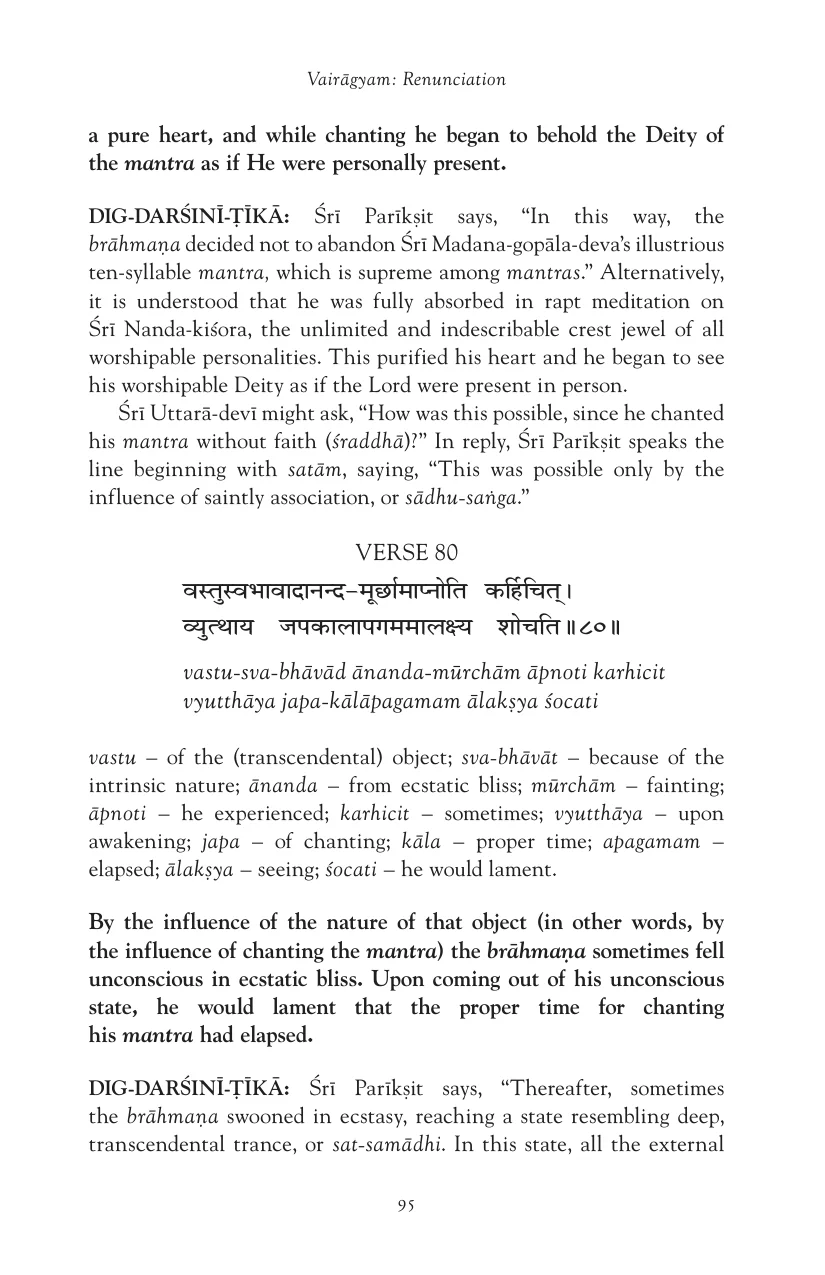 Vairāgyam: Renunciation
a pure heart, and while chanting he began to behold the Deity of
the mantra as if He were personally present.
DIG-DARŚINĪ-ṬĪKĀ: Śrī Parīkṣit says, “In this way, the
brāhmaṇa decided not to abandon Śrī Madana-gopāla-deva’s illustrious
ten-syllable mantra, which is supreme among mantras.” Alternatively,
it is understood that he was fully absorbed in rapt meditation on
Śrī Nanda-kiśora, the unlimited and indescribable crest jewel of all
worshipable personalities. This purified his heart and he began to see
his worshipable Deity as if the Lord were present in person.
Śrī Uttarā-devī might ask, “How was this possible, since he chanted
his mantra without faith (śraddhā)?” In reply, Śrī Parīkṣit speaks the
line beginning with satām, saying, “This was possible only by the
influence of saintly association, or sādhu-saṅga.”
VERSE 80
वस्तुस्वभावादानन्द-मूर्छामाप्नोति कर्हिचित्।
व्युत्थाय जपकालापगममालक्ष्य शोचति॥८०॥
vastu-sva-bhāvād ānanda-mūrchām āpnoti karhicit
vyutthāya japa-kālāpagamam ālakṣya śocati
vastu – of the (transcendental) object; sva-bhāvāt – because of the
intrinsic nature; ānanda – from ecstatic bliss; mūrchām – fainting;
āpnoti – he experienced; karhicit – sometimes; vyutthāya – upon
awakening; japa – of chanting; kāla – proper time; apagamam –
elapsed; ālakṣya – seeing; śocati – he would lament.
By the influence of the nature of that object (in other words, by
the influence of chanting the mantra) the brāhmaṇa sometimes fell
unconscious in ecstatic bliss. Upon coming out of his unconscious
state, he would lament that the proper time for chanting
his mantra had elapsed.
DIG-DARŚINĪ-ṬĪKĀ: Śrī Parīkṣit says, “Thereafter, sometimes
the brāhmaṇa swooned in ecstasy, reaching a state resembling deep,
transcendental trance, or sat-samādhi. In this state, all the external
95